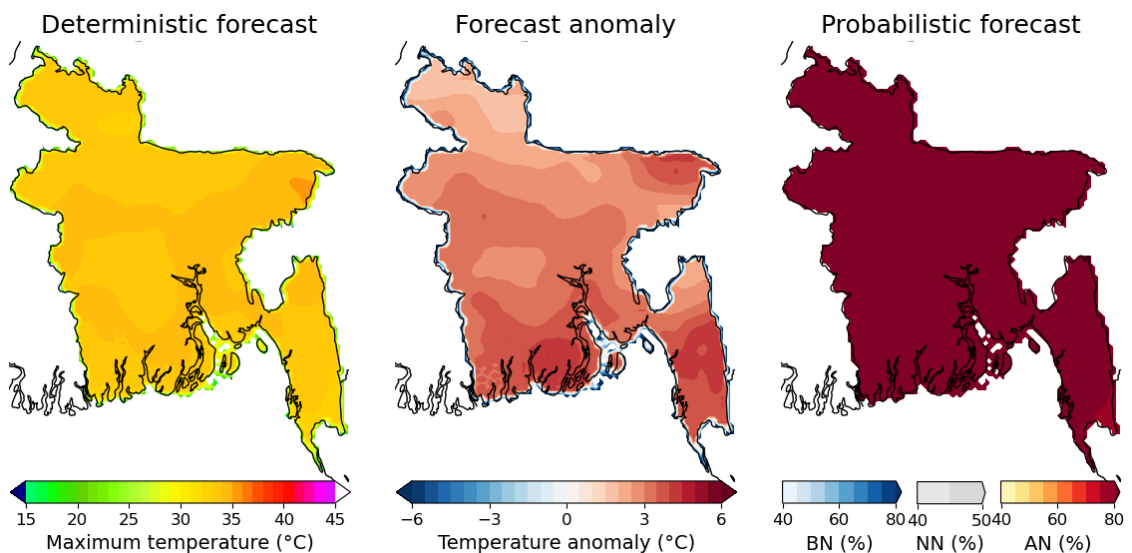 Deterministic forecast Forecast anomaly Probabilistic forecast
15 20 25 30 35 40 45 −6 −3 0 3 6 40 60 80 40 50 40 60 80
Maximum temperature (°C) Temperature anomaly (°C) BN (%) NN (%) AN (%)